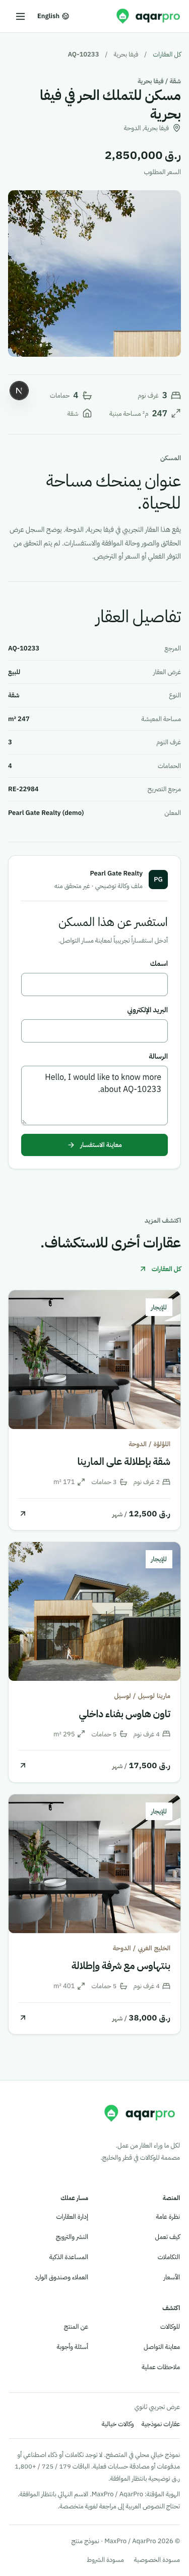 aqarpro
English
كل العقارات / فيفا بحرية / AQ-10233
شقة / فيفا بحرية
مسكن للتملك الحر في فيفا
بحرية
فيفا بحرية, الدوحة
ر.ق 2,850,000
السعر المطلوب
3 غرف نوم
4 حمامات
247 م² مساحة مبنية
شقة
N
المسكن
عنوان يمنحك مساحة
للحياة.
يقع هذا العقار التجريبي في فيفا بحرية, الدوحة. يوضح السجل عرض
العقار والحقائق والصور وحالة الموافقة والاستفسارات. لم يتم التحقق من
التوفر الفعلي أو السعر أو الترخيص.
تفاصيل العقار
المرجع AQ-10233
عرض العقار للبيع
النوع شقة
مساحة المعيشة 247 m²
غرف النوم 3
الحمامات 4
مرجع التصريح RE-22984
المعلن Pearl Gate Realty (demo)
PG
Pearl Gate Realty
ملف وكالة توضيحي · غير متحقق منه
استفسر عن هذا المسكن
أدخل استفساراً تجريبياً لمعاينة مسار التواصل.
اسمك
البريد الإلكتروني
الرسالة
Hello, I would like to know more
about AQ-10233.
معاينة الاستفسار
اكتشف المزيد
عقارات أخرى للاستكشاف.
كل العقارات
للإيجار
اللؤلؤة / الدوحة
شقة بإطلالة على المارينا
2 غرف نوم 3 حمامات 171 m²
ر.ق 12,500 / شهر
للإيجار
مارينا لوسيل / لوسيل
تاون هاوس بفناء داخلي
4 غرف نوم 5 حمامات 295 m²
ر.ق 17,500 / شهر
للإيجار
الخليج الغربي / الدوحة
بنتهاوس مع شرفة وإطلالة
4 غرف نوم 5 حمامات 401 m²
ر.ق 38,000 / شهر
aqarpro
لكل ما وراء العقار من عمل.
مصممة للوكالات في قطر والخليج.
المنصة
نظرة عامة
كيف تعمل
التكاملات
الأسعار
مسار عملك
إدارة العقارات
النشر والترويج
المساعدة الذكية
العملاء وصندوق الوارد
اكتشف
للوكالات
معاينة التواصل
ملاحظات عملية
عن المنتج
أسئلة وأجوبة
عرض تجريبي ثانوي
عقارات نموذجية وكالات خيالية
نموذج خيالي محلي في المتصفح. لا توجد تكاملات أو ذكاء اصطناعي أو
مدفوعات أو مصادقة حسابات فعلية. الباقات 179 / 725 / 1,800+
ر.ق توضيحية بانتظار الموافقة.
الهوية المؤقتة: MaxPro / AqarPro. الاسم النهائي بانتظار الموافقة.
تحتاج النصوص العربية إلى مراجعة لغوية متخصصة.
© 2026 MaxPro / AqarPro · نموذج منتج
مسودة الخصوصية مسودة الشروط